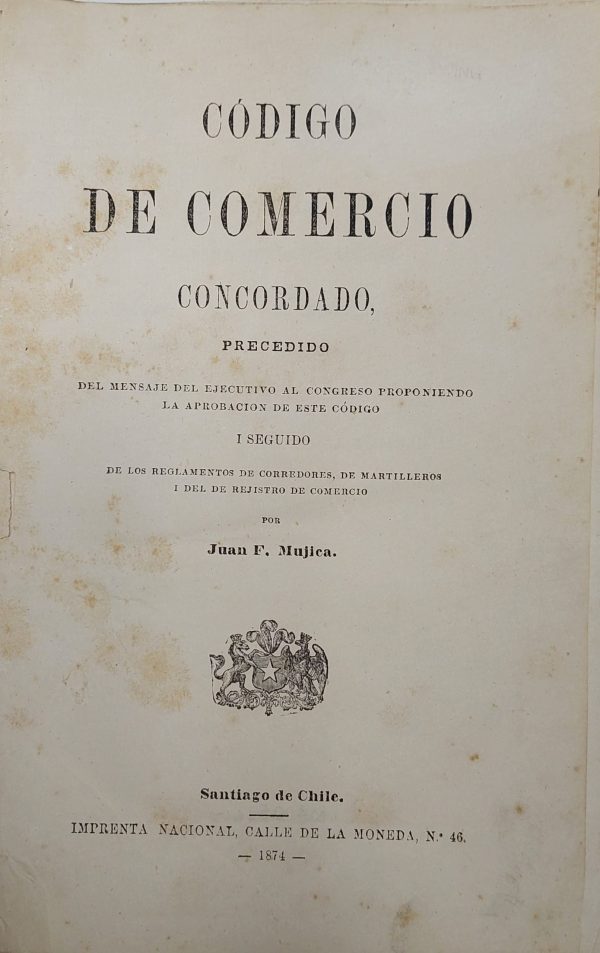 CÓDIGO
DE COMERCIO
CONCORDADO,
PRECEDIDO
DEL MENSAJE DEL EJECUTIVO AL CONGRESO PROPONIENDO
LA APROBACION DE ESTE CÓDIGO
I SEGUIDO
DE LOS REGLAMENTOS DE CORREDORES, DE MARTILLEROS
I DEL DE REJISTRO DE COMERCIO
POR
Juan F. Mujica.
Santiago de Chile.
IMPRENTA NACIONAL, CALLE DE LA MONEDA, N.º 46.
— 1874 —